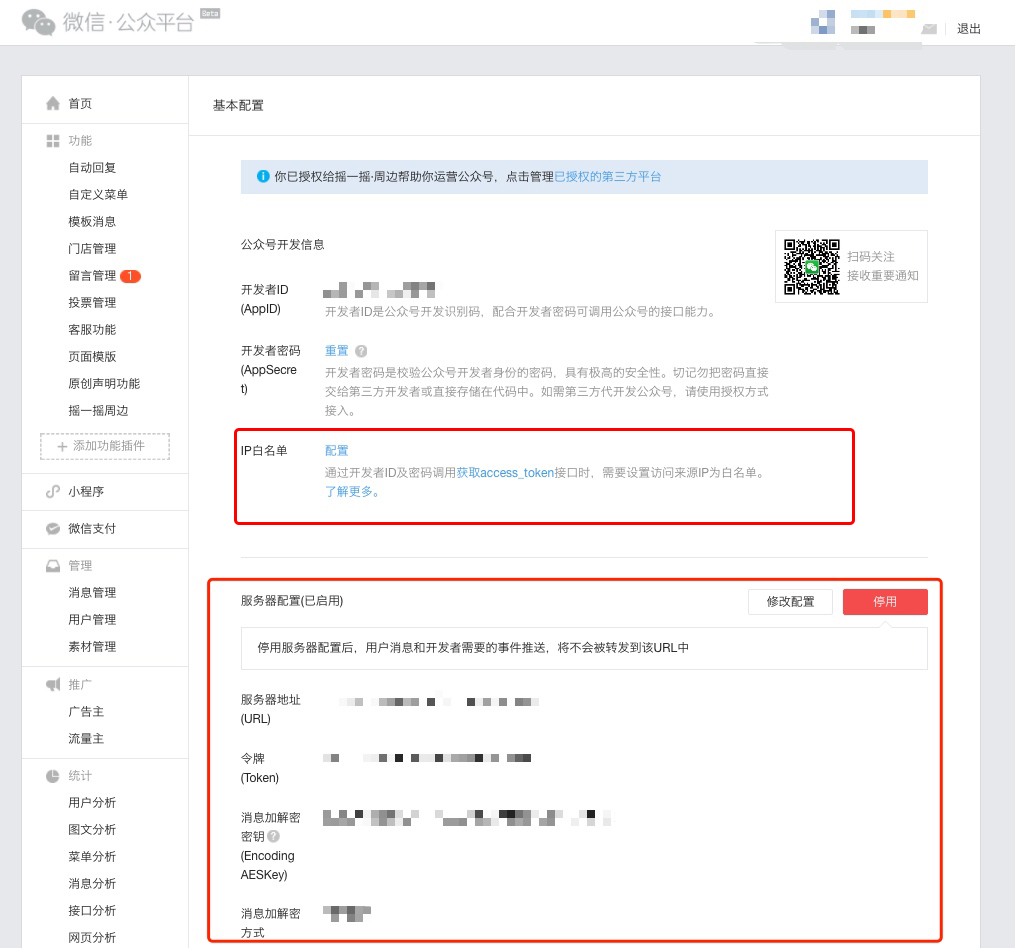 微信·公众平台 Beta
退出
首页
功能
自动回复
自定义菜单
模板消息
门店管理
留言管理 1
投票管理
客服功能
页面模版
原创声明功能
摇一摇周边
+ 添加功能插件
小程序
微信支付
管理
消息管理
用户管理
素材管理
推广
广告主
流量主
统计
用户分析
图文分析
菜单分析
消息分析
接口分析
网页分析
基本配置
你已授权给摇一摇·周边帮助你运营公众号，点击管理已授权的第三方平台
公众号开发信息
扫码关注
接收重要通知
开发者ID
(AppID)
开发者ID是公众号开发识别码，配合开发者密码可调用公众号的接口能力。
开发者密码
(AppSecre
t)
重置 ?
开发者密码是校验公众号开发者身份的密码，具有极高的安全性。切记勿把密码直接
交给第三方开发者或直接存储在代码中。如需第三方代开发公众号，请使用授权方式
接入。
IP白名单
配置
通过开发者ID及密码调用获取access_token接口时，需要设置访问来源IP为白名单。
了解更多。
服务器配置(已启用)
修改配置
停用
停用服务器配置后，用户消息和开发者需要的事件推送，将不会被转发到该URL中
服务器地址
(URL)
令牌
(Token)
消息加解密
密钥 ?
(Encoding
AESKey)
消息加解密
方式